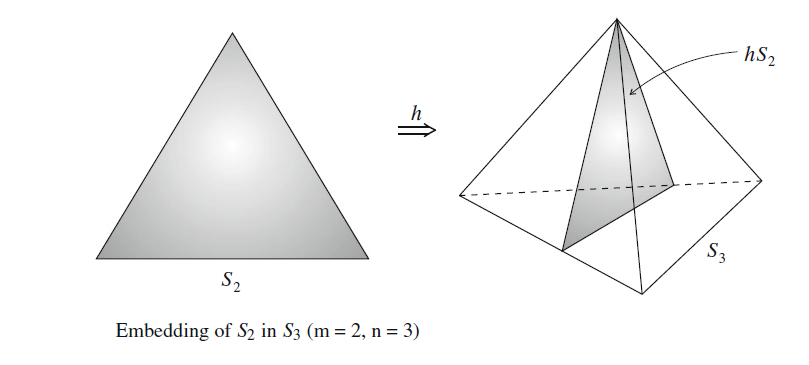 h
hS₂
S₃
S₂
Embedding of S₂ in S₃ (m = 2, n = 3)